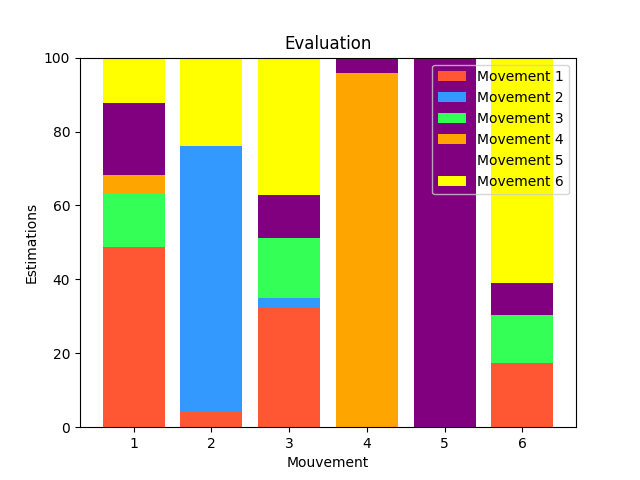 Evaluation
100
80
60
40
20
0
Estimations
1 2 3 4 5 6
Mouvement
Movement 1
Movement 2
Movement 3
Movement 4
Movement 5
Movement 6